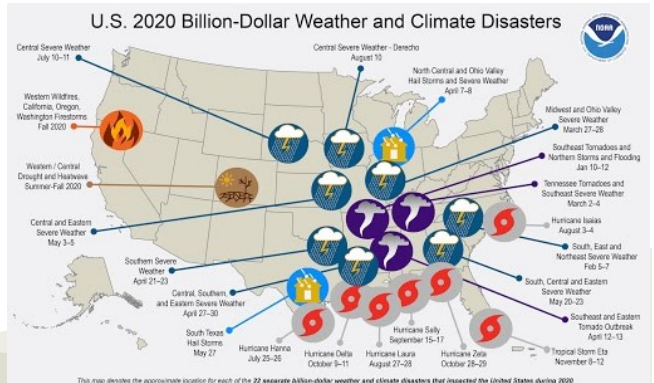 U.S. 2020 Billion-Dollar Weather and Climate Disasters
NOAA
Central Severe Weather
July 10–11
Central Severe Weather - Derecho
August 10
North Central and Ohio Valley
Hail Storms and Severe Weather
April 7–8
Western Wildfires,
California, Oregon,
Washington Firestorms
Fall 2020
Midwest and Ohio Valley
Severe Weather
March 27–28
Southeast Tornadoes and
Northern Storms and Flooding
Jan 10–12
Western / Central
Drought and Heatwave
Summer-Fall 2020
Tennessee Tornadoes and
Southeast Severe Weather
March 2–4
Hurricane Isaias
August 3–4
Central and Eastern
Severe Weather
May 3–5
South, East and
Northeast Severe Weather
Feb 5–7
Southern Severe
Weather
April 21–23
South, Central and Eastern
Severe Weather
May 20–23
Central, Southern,
and Eastern Severe Weather
April 27–30
Southeast and Eastern
Tornado Outbreak
April 12–13
South Texas
Hail Storms
May 27
Hurricane Hanna
July 25–26
Hurricane Delta
October 9–11
Hurricane Laura
August 27–28
Hurricane Sally
September 15–17
Hurricane Zeta
October 28–29
Tropical Storm Eta
November 8–12
This map denotes the approximate location for each of the 22 separate billion-dollar weather and climate disasters that impacted the United States during 2020